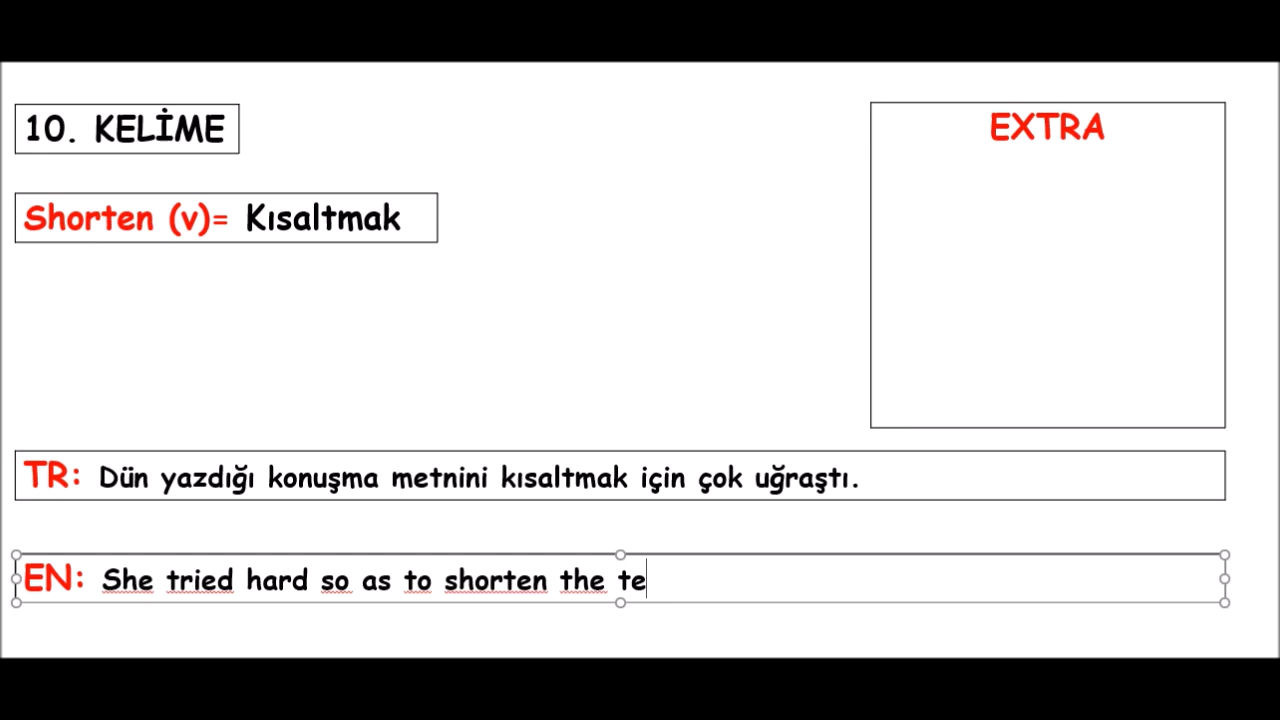 10. KELİME
EXTRA
Shorten (v)= Kısaltmak
TR: Dün yazdığı konuşma metnini kısaltmak için çok uğraştı.
EN: She tried hard so as to shorten the te